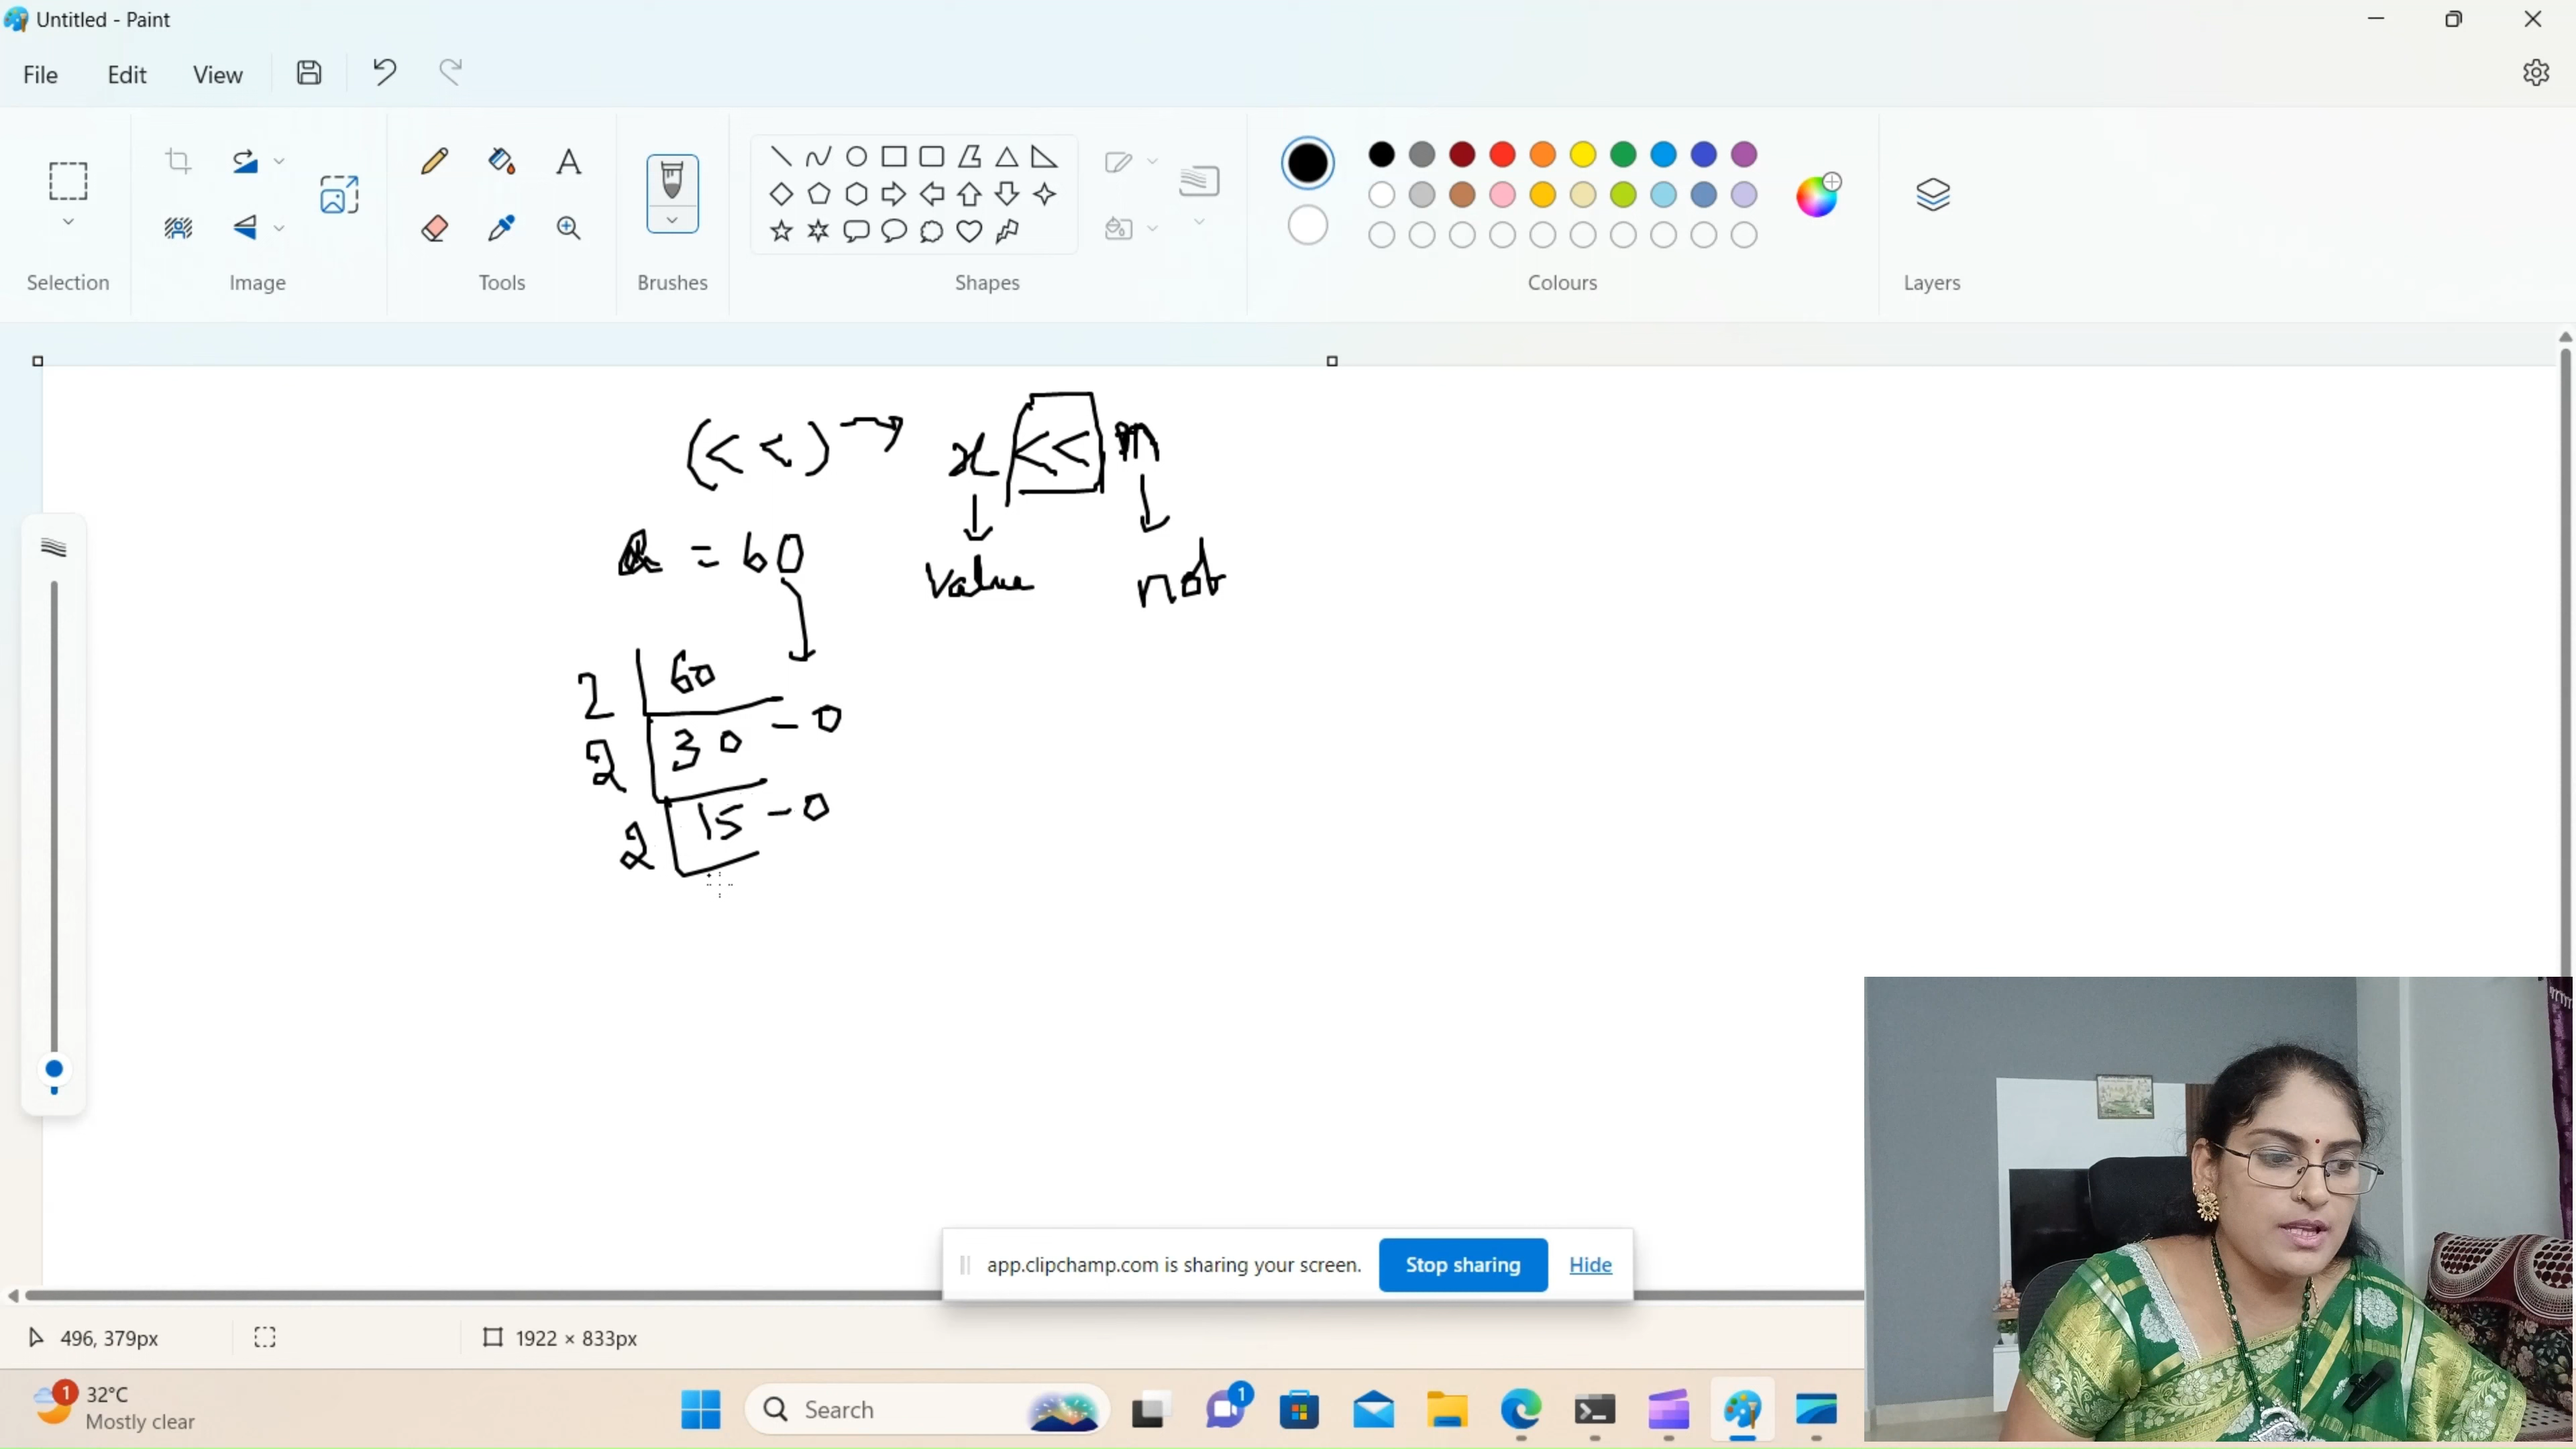 Untitled - Paint
File Edit View
Selection Image Tools Brushes Shapes Colours Layers
(<<) → x << m
value not
a = 60
2 60
2 30 - 0
2 15 - 0
app.clipchamp.com is sharing your screen. Stop sharing Hide
496, 379px 1922 × 833px
1 32°C
Mostly clear
Search
1